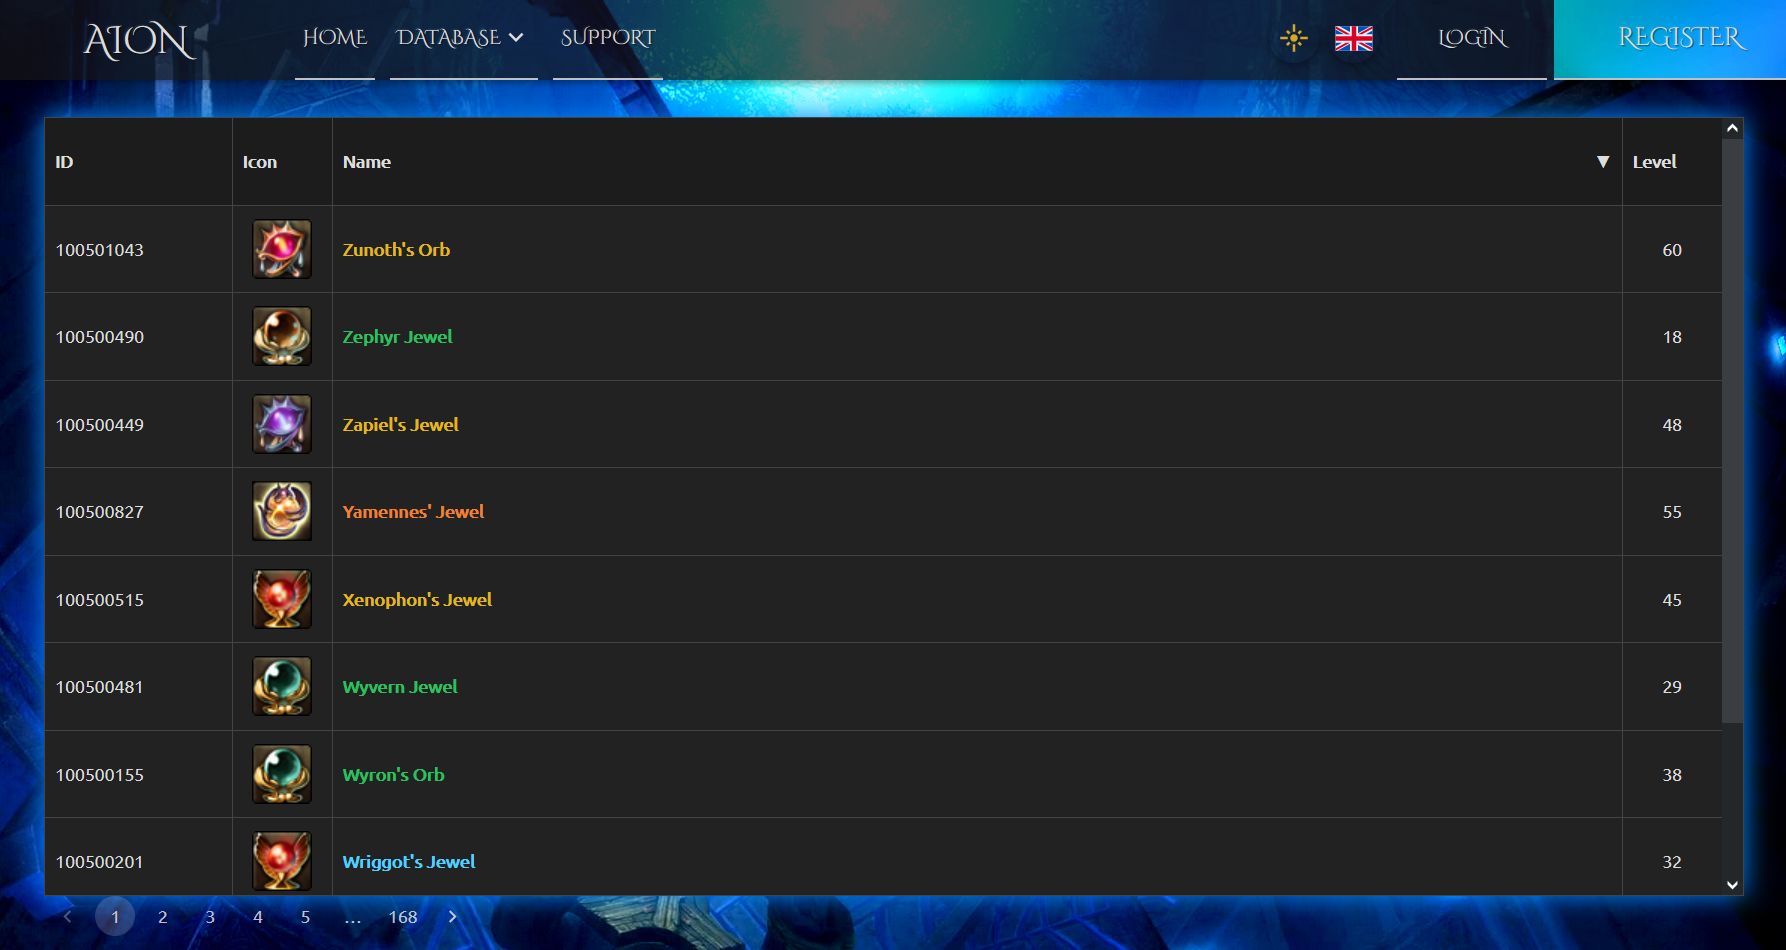 AION HOME DATABASE SUPPORT LOGIN REGISTER
ID Icon Name ▼ Level
100501043 Zunoth's Orb 60
100500490 Zephyr Jewel 18
100500449 Zapiel's Jewel 48
100500827 Yamennes' Jewel 55
100500515 Xenophon's Jewel 45
100500481 Wyvern Jewel 29
100500155 Wyron's Orb 38
100500201 Wriggot's Jewel 32
1 2 3 4 5 ... 168